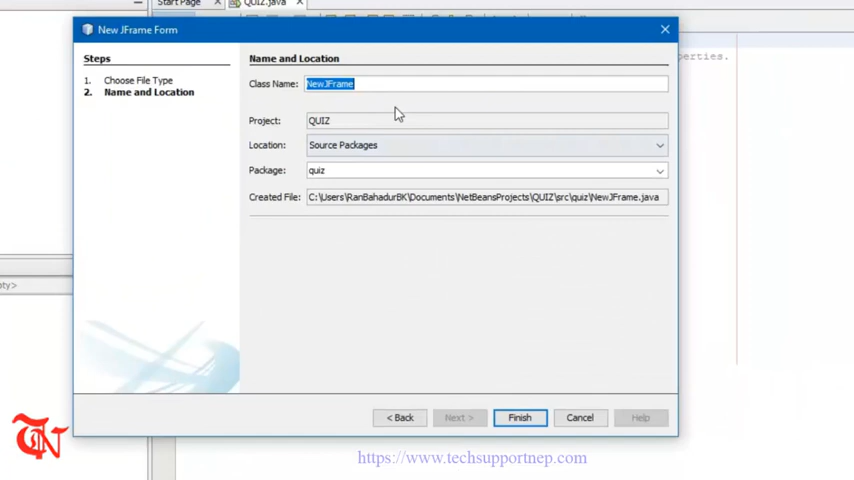 Start Page
QUIZ.java
New JFrame Form
Steps
1. Choose File Type
2. Name and Location
Name and Location
Class Name: NewJFrame
Project: QUIZ
Location: Source Packages
Package: quiz
Created File: C:\Users\RanBahadurBK\Documents\NetBeansProjects\QUIZ\src\quiz\NewJFrame.java
perties.
>
< Back
Next >
Finish
Cancel
Help
TN
https://www.techsupportnep.com